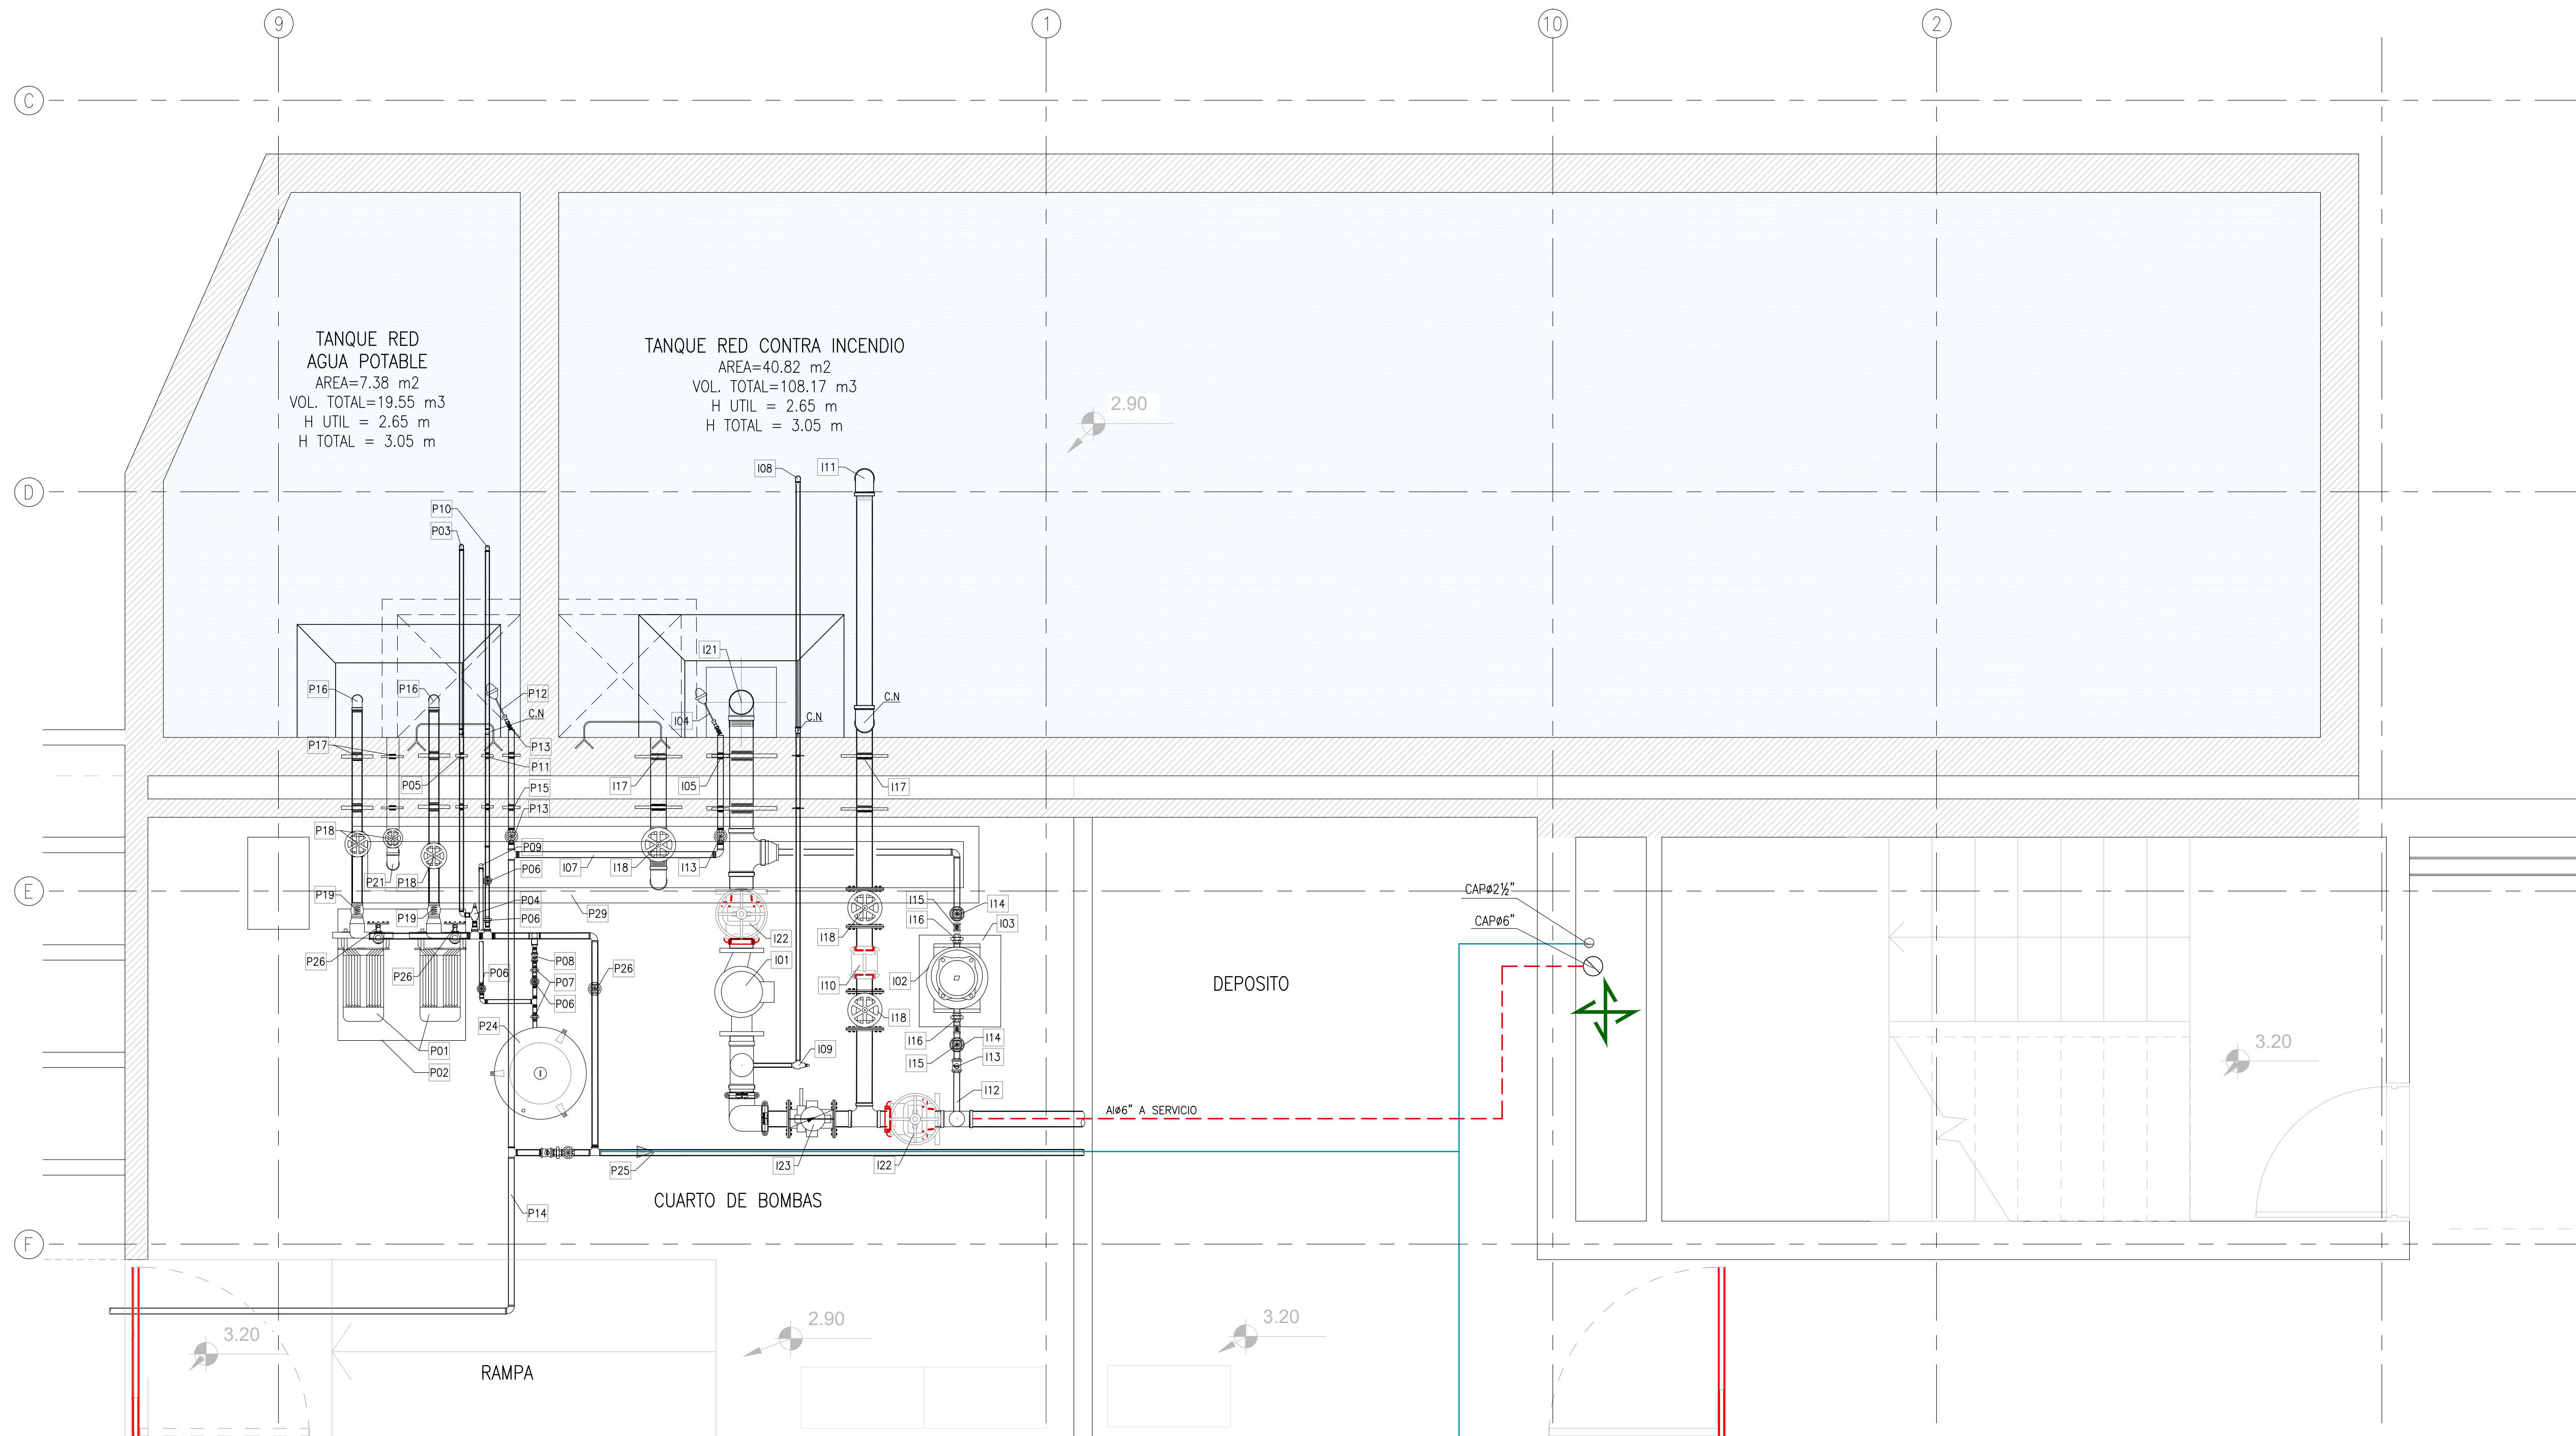 9
1
10
2
C
TANQUE RED
AGUA POTABLE
AREA=7.38 m2
VOL. TOTAL=19.55 m3
H UTIL = 2.65 m
H TOTAL = 3.05 m
TANQUE RED CONTRA INCENDIO
AREA=40.82 m2
VOL. TOTAL=108.17 m3
H UTIL = 2.65 m
H TOTAL = 3.05 m
2.90
I08
I11
D
P10
P03
I21
P16
P16
P12
C.N
I04
C.N
C.N
P17
P13
P11
P05
P15
P13
I17
I05
I17
P18
P09
P06
I07
I18
I13
P21
P18
E
P19
P19
P04
P06
P29
I22
I15
I14
I16
I03
I18
CAPø2½"
CAPø6"
P26
P26
P06
P08
P07
P06
P26
I01
I10
I02
DEPOSITO
I18
P24
P01
P02
I09
I16
I14
I15
I13
I12
3.20
AIø6" A SERVICIO
P25
I23
I22
CUARTO DE BOMBAS
P14
F
3.20
2.90
3.20
RAMPA